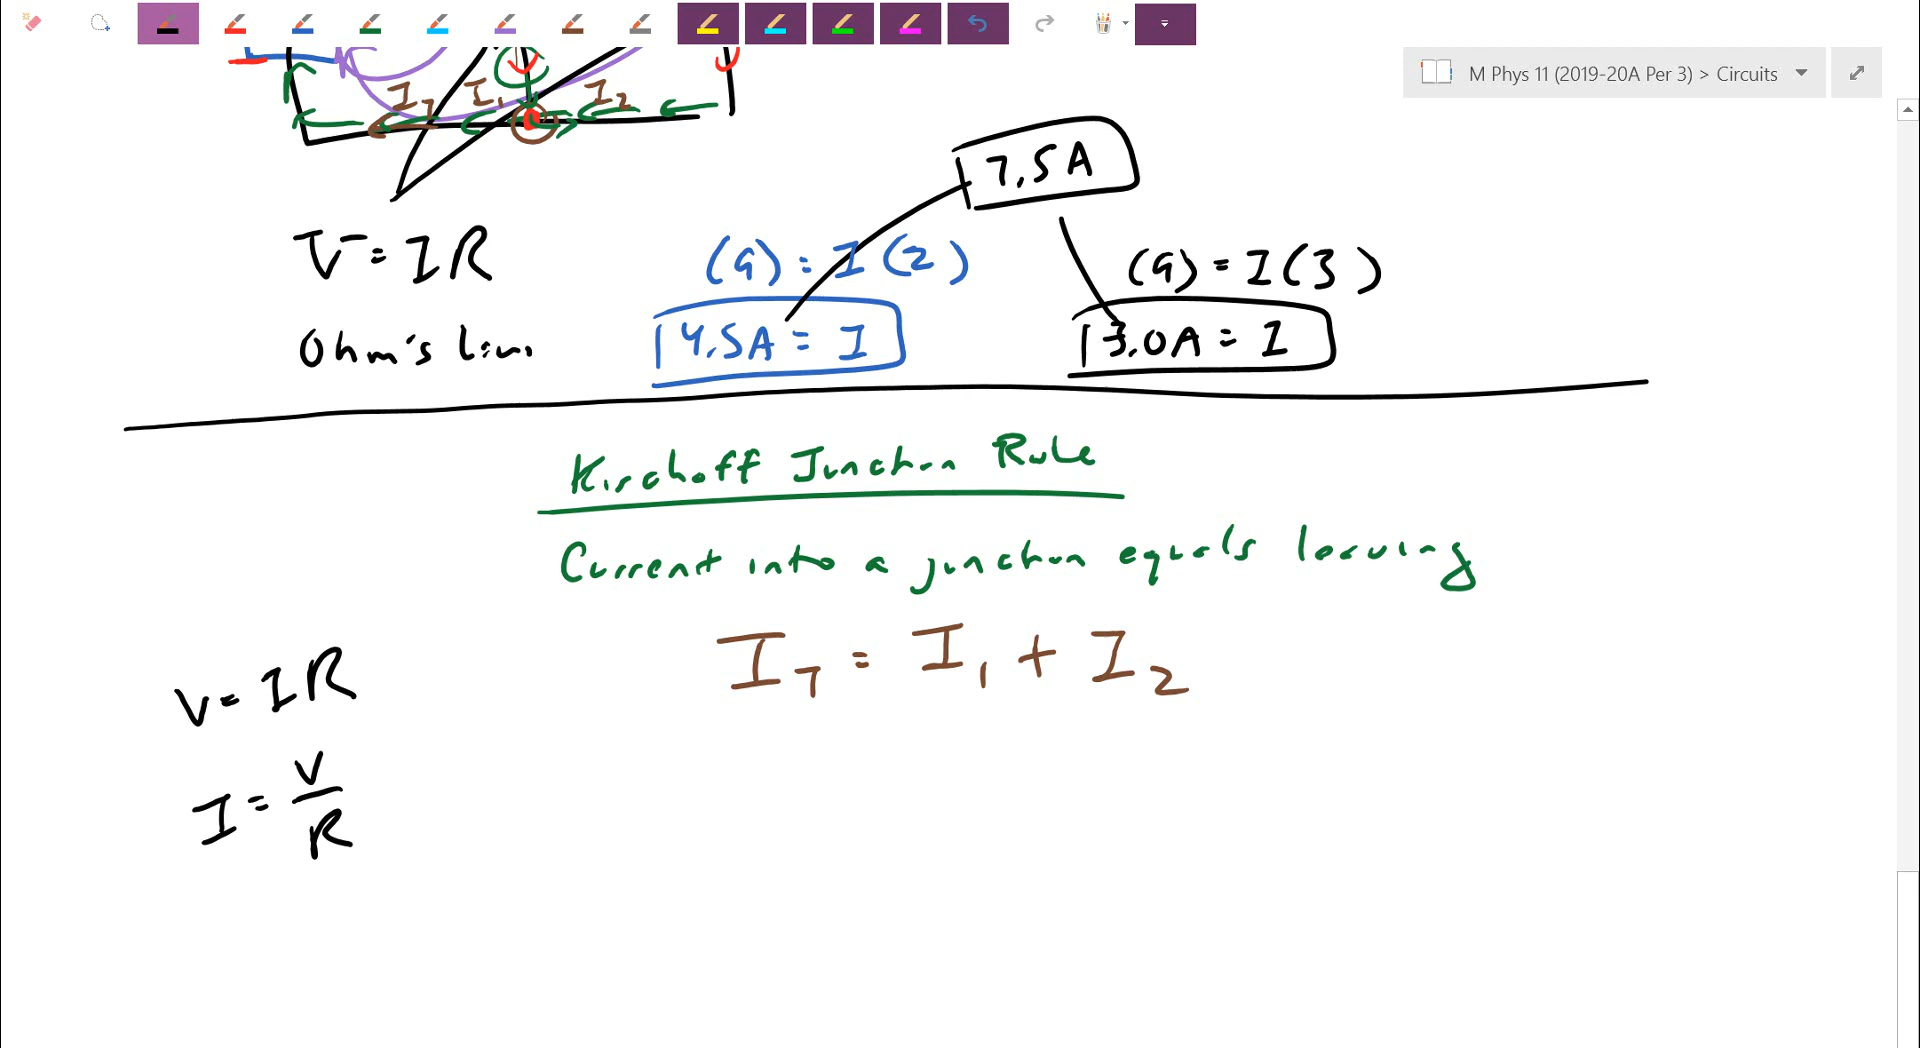 M Phys 11 (2019-20A Per 3) > Circuits
I₇ I₁ I₂
7.5A
V = IR
(9) = I(2)
(9) = I(3)
Ohm's Law
4.5A = I
3.0A = I
Kirchoff Junction Rule
Current into a junction equals leaving
I_T = I₁ + I₂
V = IR
I = V/R